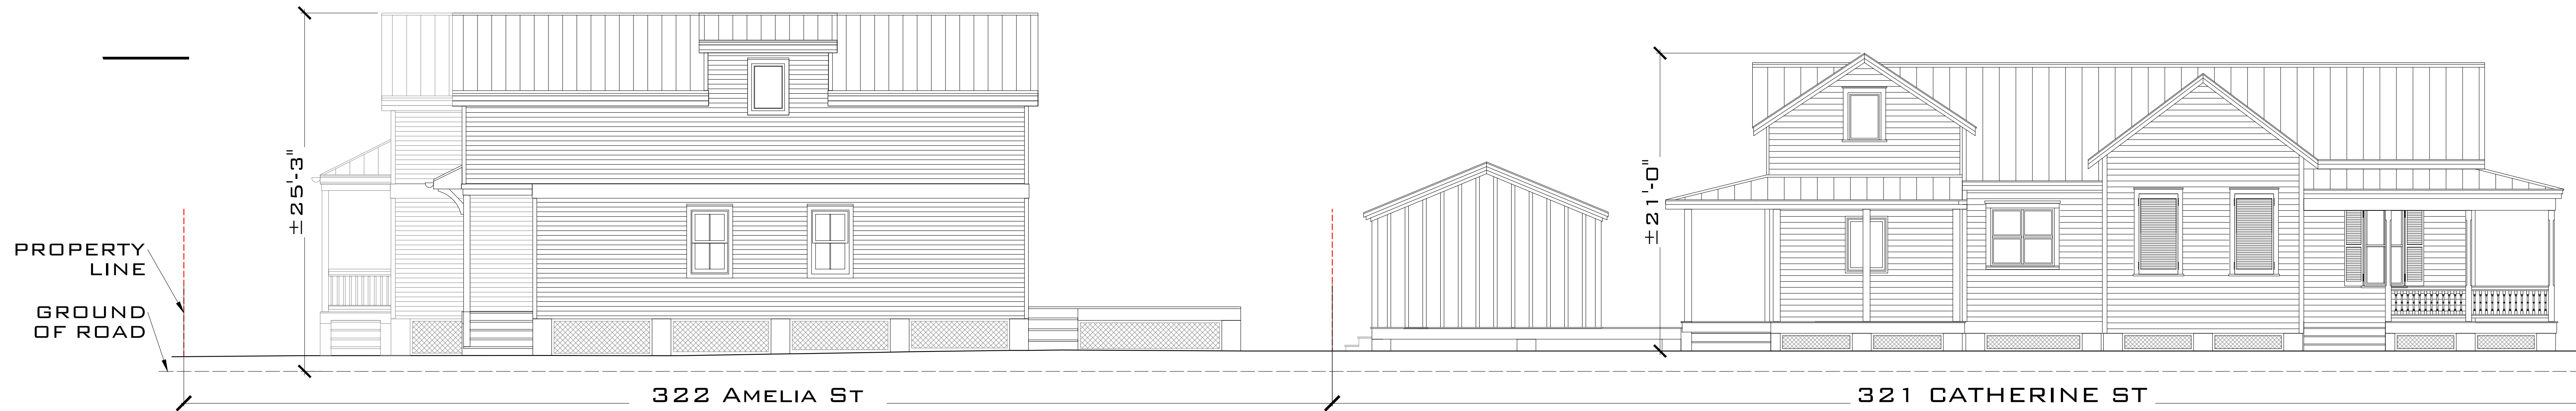 ±25'-3"
±21'-0"
PROPERTY
LINE
GROUND
OF ROAD
322 AMELIA ST
321 CATHERINE ST